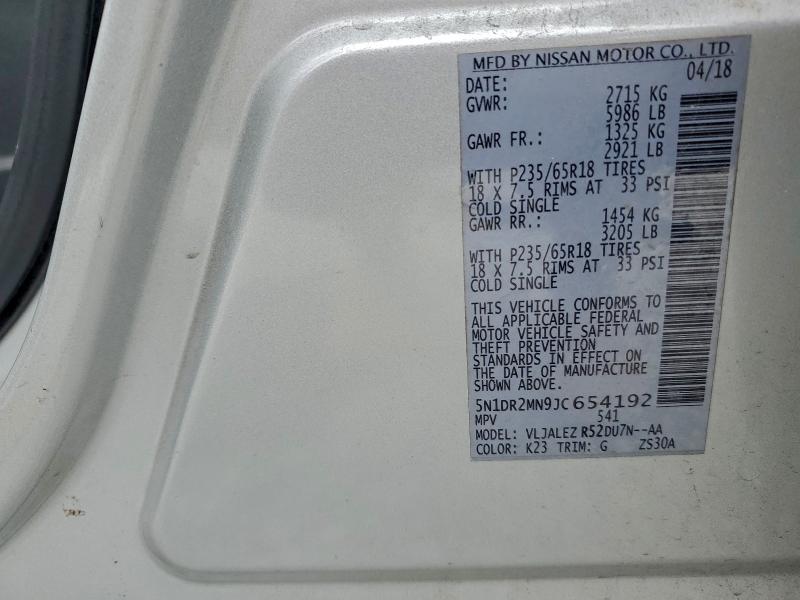 MFD BY NISSAN MOTOR CO., LTD.
DATE: 04/18
GVWR: 2715 KG
5986 LB
GAWR FR.: 1325 KG
2921 LB
WITH P235/65R18 TIRES
18 X 7.5 RIMS AT 33 PSI
COLD SINGLE
GAWR RR.: 1454 KG
3205 LB
WITH P235/65R18 TIRES
18 X 7.5 RIMS AT 33 PSI
COLD SINGLE
THIS VEHICLE CONFORMS TO
ALL APPLICABLE FEDERAL
MOTOR VEHICLE SAFETY AND
THEFT PREVENTION
STANDARDS IN EFFECT ON
THE DATE OF MANUFACTURE
SHOWN ABOVE.
5N1DR2MN9JC654192
MPV 541
MODEL: VLJALEZ R52DU7N--AA
COLOR: K23 TRIM: G ZS30A